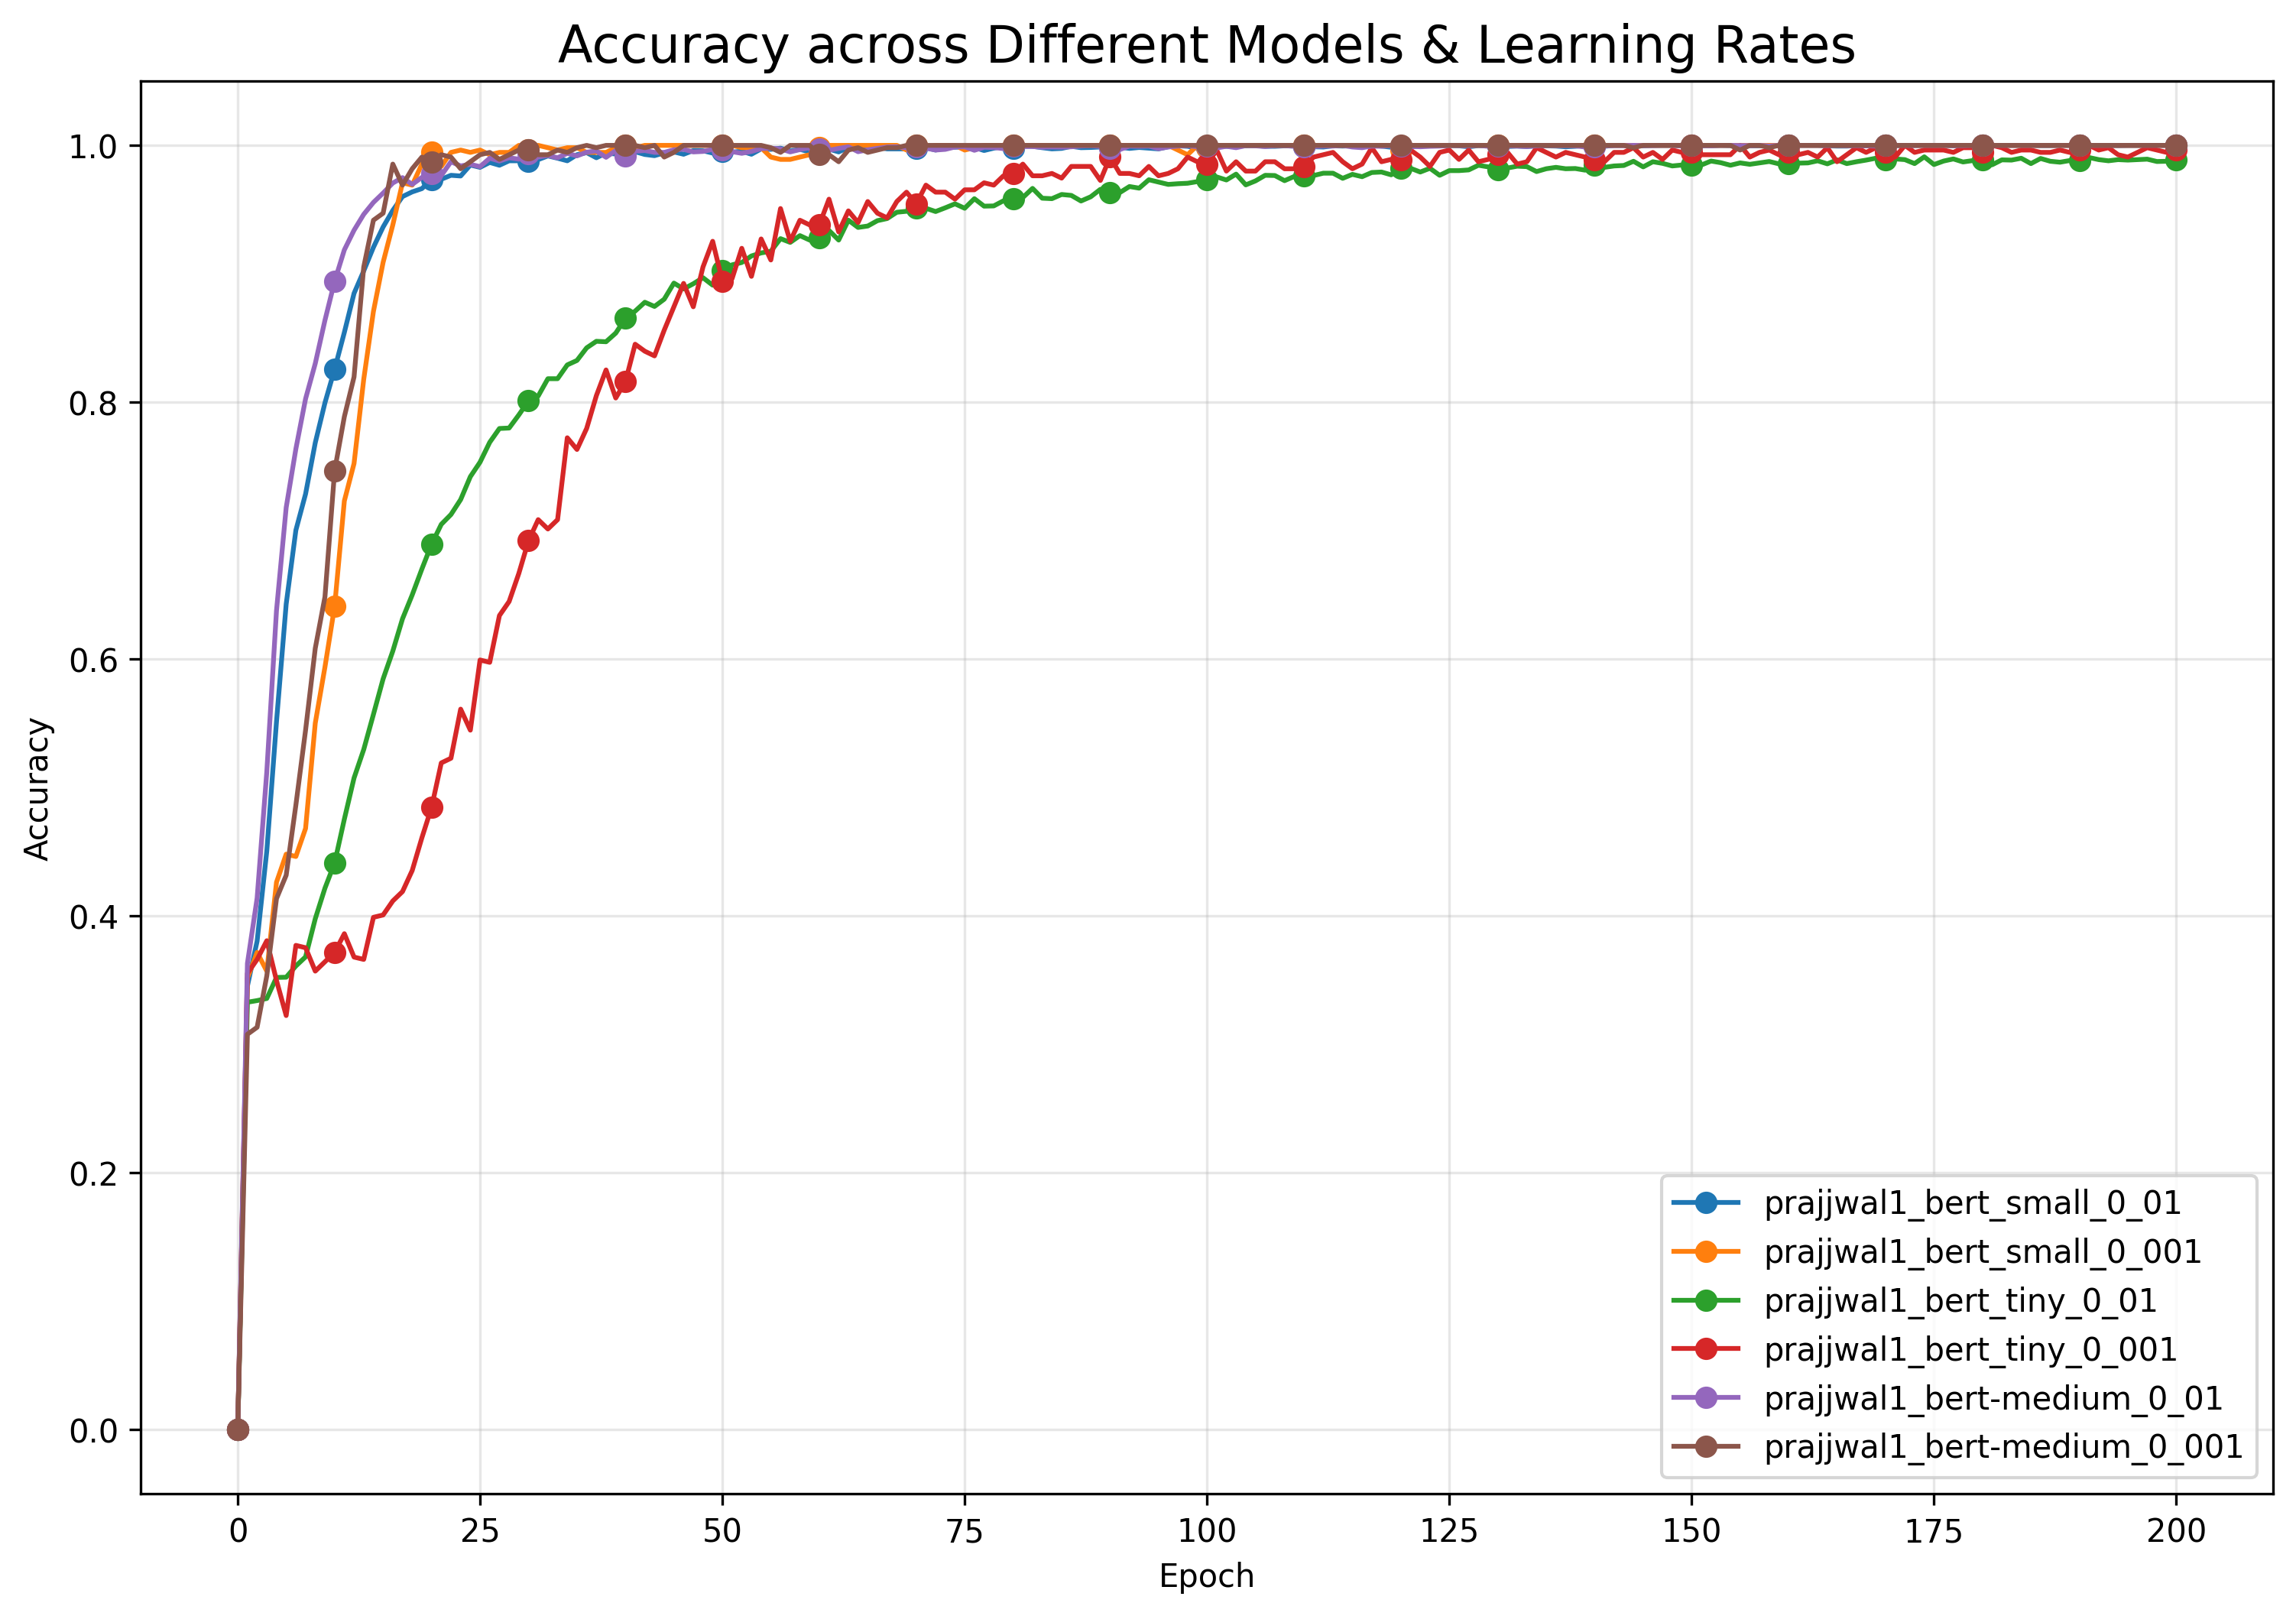 Accuracy across Different Models & Learning Rates
1.0
0.8
0.6
0.4
0.2
0.0
Accuracy
0 25 50 75 100 125 150 175 200
Epoch
prajjwal1_bert_small_0_01
prajjwal1_bert_small_0_001
prajjwal1_bert_tiny_0_01
prajjwal1_bert_tiny_0_001
prajjwal1_bert-medium_0_01
prajjwal1_bert-medium_0_001